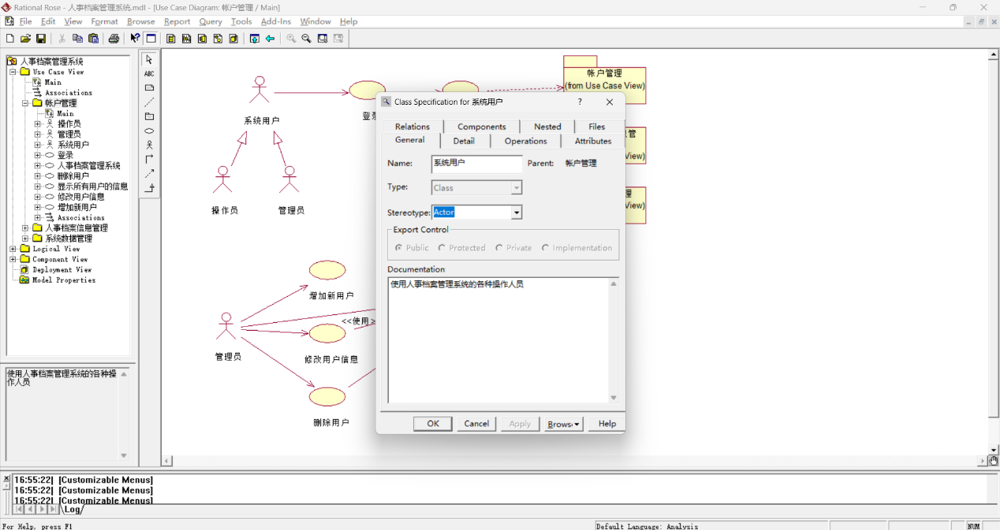 Rational Rose - 人事档案管理系统.mdl - [Use Case Diagram: 帐户管理 / Main]
File Edit View Format Browse Report Query Tools Add-Ins Window Help
人事档案管理系统
Use Case View
Main
Associations
帐户管理
Main
操作员
管理员
系统用户
登录
人事档案管理系统
删除用户
显示所有用户的信息
修改用户信息
增加新用户
Associations
人事档案信息管理
系统数据管理
Logical View
Component View
Deployment View
Model Properties
使用人事档案管理系统的各种操
作人员
ABC
系统用户
操作员
管理员
登录
帐户管理
(from Use Case View)
管
View)
理
View)
管理员
增加新用户
<<使用>
修改用户信息
删除用户
Class Specification for 系统用户
?
Relations Components Nested Files
General Detail Operations Attributes
Name: 系统用户 Parent: 帐户管理
Type: Class
Stereotype: Actor
Export Control
Public Protected Private Implementation
Documentation
使用人事档案管理系统的各种操作人员
OK Cancel Apply Brows Help
16:55:22| [Customizable Menus]
16:55:22| [Customizable Menus]
16:55:22| [Customizable Menus]
Log
For Help, press F1
Default Language: Analysis
NUM